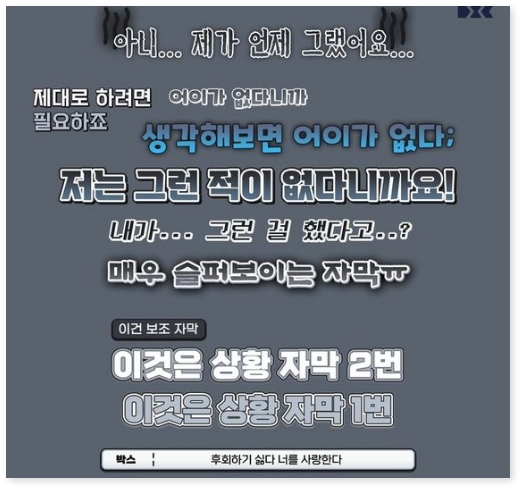 아니... 제가 언제 그랬어요...
제대로 하려면 어이가 없다니까
필요하죠
생각해보면 어이가 없다;
저는 그런 적이 없다니까요!
내가... 그런 걸 했다고..?
매우 슬퍼보이는 자막ㅠ
이건 보조 자막
이것은 상황 자막 2번
이것은 상황 자막 1번
박스 ¦ 후회하기 싫다 너를 사랑한다